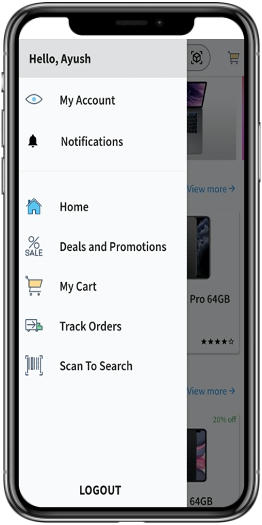 Hello, Ayush
My Account
Notifications
View more →
Home
SALE
Deals and Promotions
My Cart
Pro 64GB
Track Orders
★★★★☆
Scan To Search
View more →
20% off
LOGOUT
64GB